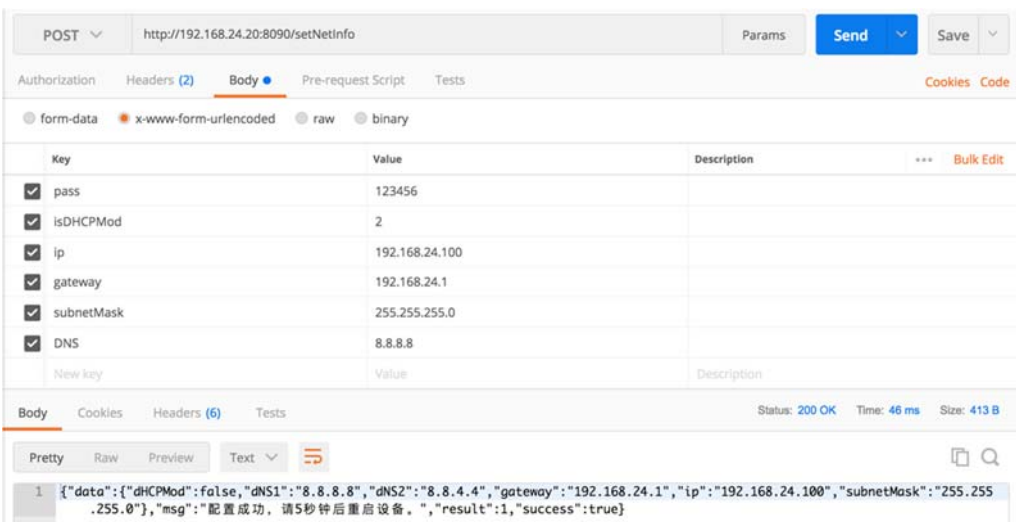 POST http://192.168.24.20:8090/setNetInfo Params Send Save
Authorization Headers (2) Body Pre-request Script Tests Cookies Code
form-data x-www-form-urlencoded raw binary
Key Value Description ••• Bulk Edit
pass 123456
isDHCPMod 2
ip 192.168.24.100
gateway 192.168.24.1
subnetMask 255.255.255.0
DNS 8.8.8.8
New key Value Description
Body Cookies Headers (6) Tests Status: 200 OK Time: 46 ms Size: 413 B
Pretty Raw Preview Text
1 {"data":{"dHCPMod":false,"dNS1":"8.8.8.8","dNS2":"8.8.4.4","gateway":"192.168.24.1","ip":"192.168.24.100","subnetMask":"255.255
.255.0"},"msg":"配置成功，请5秒钟后重启设备。","result":1,"success":true}